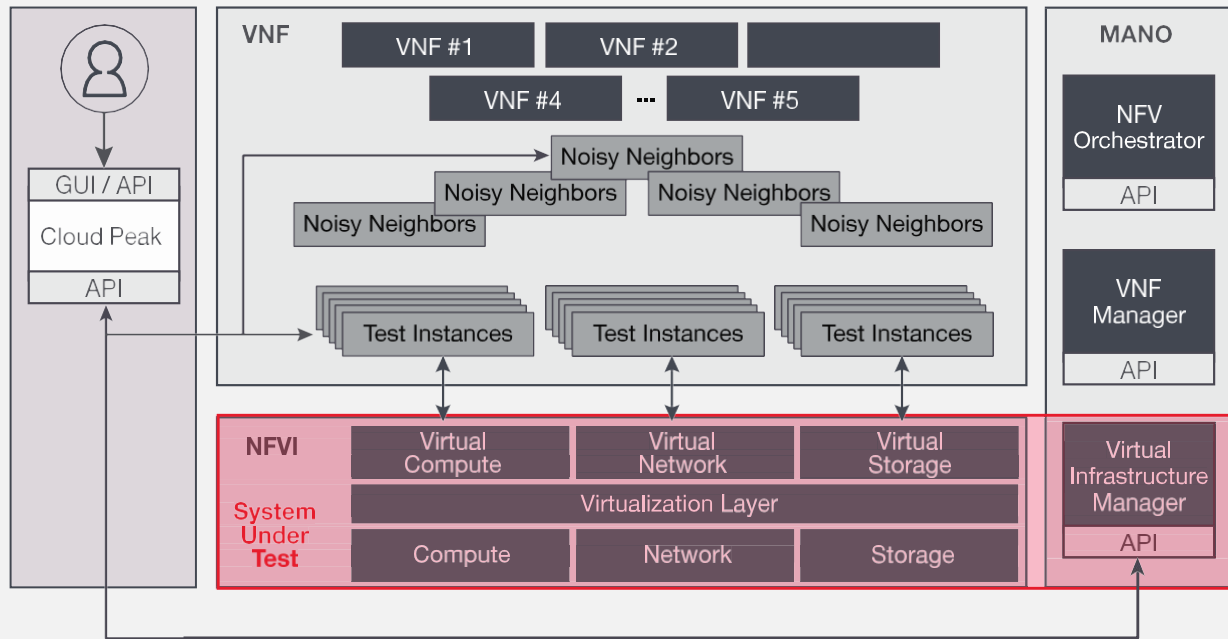 GUI / API
Cloud Peak
API
VNF
VNF #1
VNF #2
VNF #4
...
VNF #5
Noisy Neighbors
Noisy Neighbors
Noisy Neighbors
Noisy Neighbors
Noisy Neighbors
Test Instances
Test Instances
Test Instances
NFVI
System
Under
Test
Virtual
Compute
Virtual
Network
Virtual
Storage
Virtualization Layer
Compute
Network
Storage
MANO
NFV
Orchestrator
API
VNF
Manager
API
Virtual
Infrastructure
Manager
API